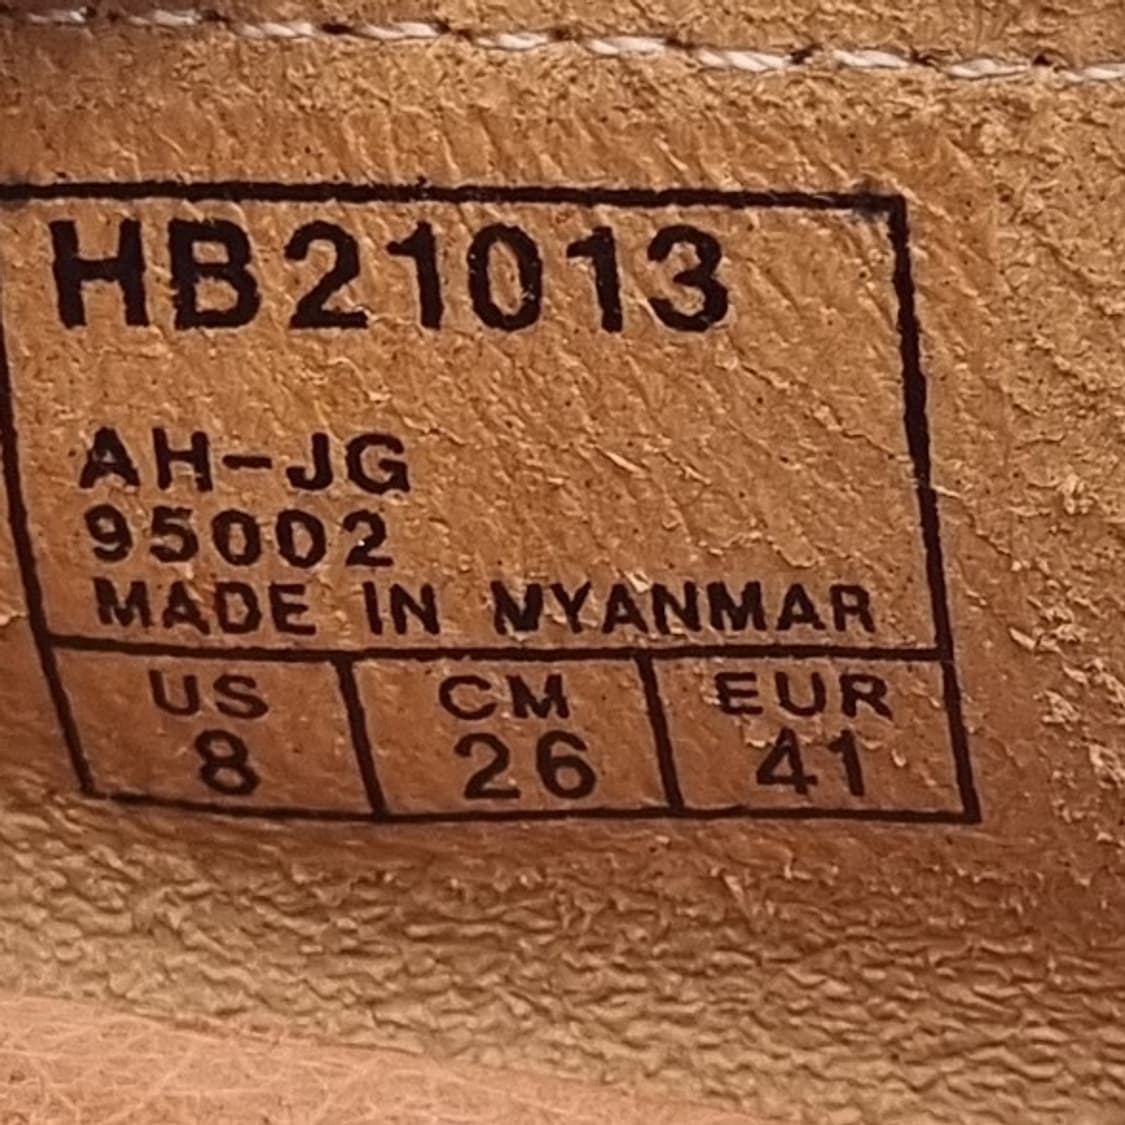 HB21013
AH-JG
95002
MADE IN MYANMAR
US CM EUR
8 26 41